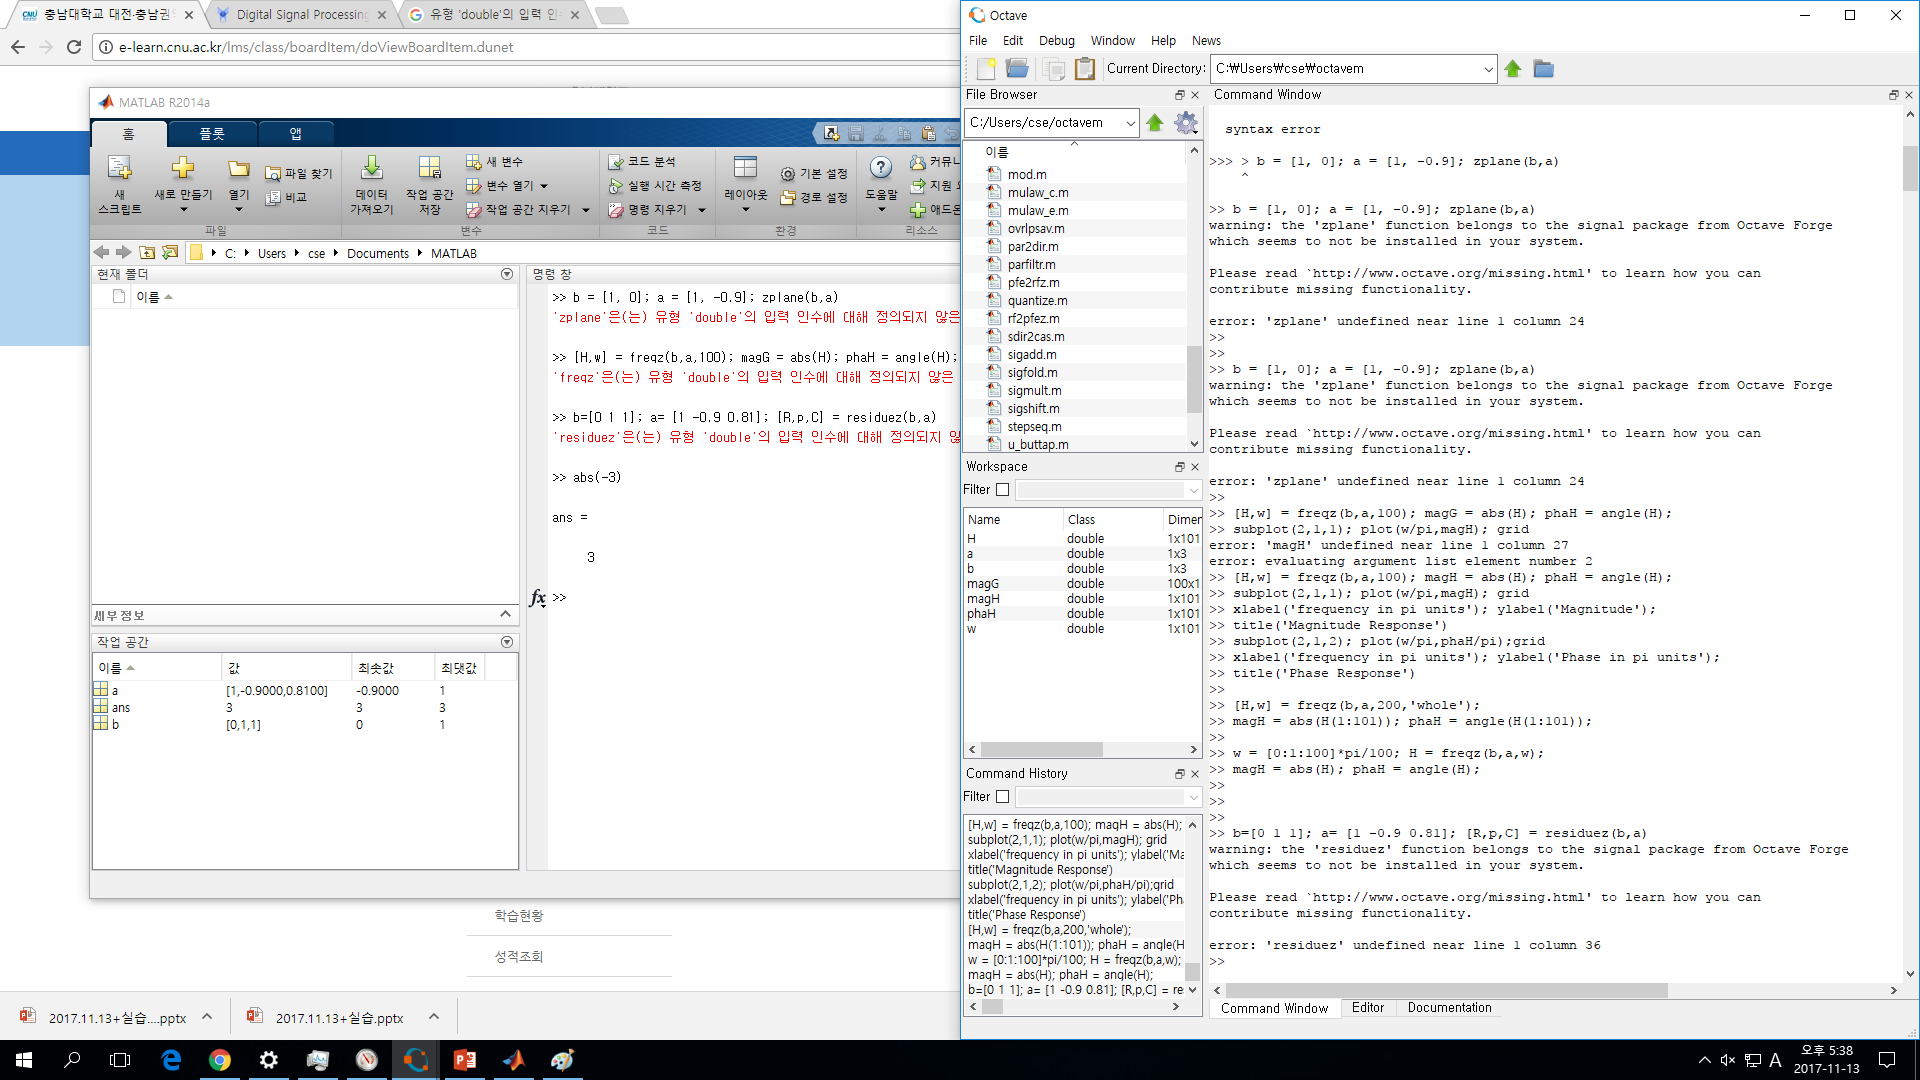 충남대학교 대전·충남권
Digital Signal Processing
유형 'double'의 입력 인
e-learn.cnu.ac.kr/lms/class/boardItem/doViewBoardItem.dunet
MATLAB R2014a
홈
플롯
앱
새
스크립트
새로 만들기
열기
파일 찾기
비교
데이터
가져오기
작업 공간
저장
새 변수
변수 열기
작업 공간 지우기
코드 분석
실행 시간 측정
명령 지우기
레이아웃
기본 설정
경로 설정
도움말
커뮤니
지원 요
애드온
파일
변수
코드
환경
리소스
C: Users cse Documents MATLAB
현재 폴더
이름
세부 정보
작업 공간
이름 값 최솟값 최댓값
a [1,-0.9000,0.8100] -0.9000 1
ans 3 3 3
b [0,1,1] 0 1
명령 창
>> b = [1, 0]; a = [1, -0.9]; zplane(b,a)
'zplane'은(는) 유형 'double'의 입력 인수에 대해 정의되지 않은
>> [H,w] = freqz(b,a,100); magG = abs(H); phaH = angle(H);
'freqz'은(는) 유형 'double'의 입력 인수에 대해 정의되지 않은
>> b=[0 1 1]; a= [1 -0.9 0.81]; [R,p,C] = residuez(b,a)
'residuez'은(는) 유형 'double'의 입력 인수에 대해 정의되지 않
>> abs(-3)
ans =
3
fx >>
学습현황
성적조회
2017.11.13+실습....pptx
2017.11.13+실습.pptx
Octave
File Edit Debug Window Help News
Current Directory: C:₩Users₩cse₩octavem
File Browser
C:/Users/cse/octavem
이름
mod.m
mulaw_c.m
mulaw_e.m
ovrlpsav.m
par2dir.m
parfiltr.m
pfe2rfz.m
quantize.m
rf2pfez.m
sdir2cas.m
sigadd.m
sigfold.m
sigmult.m
sigshift.m
stepseq.m
u_buttap.m
Workspace
Filter
Name Class Dimen
H double 1x101
a double 1x3
b double 1x3
magG double 100x1
magH double 1x101
phaH double 1x101
w double 1x101
Command History
Filter
[H,w] = freqz(b,a,100); magH = abs(H);
subplot(2,1,1); plot(w/pi,magH); grid
xlabel('frequency in pi units'); ylabel('Ma
title('Magnitude Response')
subplot(2,1,2); plot(w/pi,phaH/pi);grid
xlabel('frequency in pi units'); ylabel('Ph
title('Phase Response')
[H,w] = freqz(b,a,200,'whole');
magH = abs(H(1:101)); phaH = angle(H
w = [0:1:100]*pi/100; H = freqz(b,a,w);
magH = abs(H); phaH = angle(H);
b=[0 1 1]; a= [1 -0.9 0.81]; [R,p,C] = res
Command Window
syntax error
>>> > b = [1, 0]; a = [1, -0.9]; zplane(b,a)
^
>> b = [1, 0]; a = [1, -0.9]; zplane(b,a)
warning: the 'zplane' function belongs to the signal package from Octave Forge
which seems to not be installed in your system.
Please read `http://www.octave.org/missing.html' to learn how you can
contribute missing functionality.
error: 'zplane' undefined near line 1 column 24
>>
>>
>> b = [1, 0]; a = [1, -0.9]; zplane(b,a)
warning: the 'zplane' function belongs to the signal package from Octave Forge
which seems to not be installed in your system.
Please read `http://www.octave.org/missing.html' to learn how you can
contribute missing functionality.
error: 'zplane' undefined near line 1 column 24
>>
>> [H,w] = freqz(b,a,100); magG = abs(H); phaH = angle(H);
>> subplot(2,1,1); plot(w/pi,magH); grid
error: 'magH' undefined near line 1 column 27
error: evaluating argument list element number 2
>> [H,w] = freqz(b,a,100); magH = abs(H); phaH = angle(H);
>> subplot(2,1,1); plot(w/pi,magH); grid
>> xlabel('frequency in pi units'); ylabel('Magnitude');
>> title('Magnitude Response')
>> subplot(2,1,2); plot(w/pi,phaH/pi);grid
>> xlabel('frequency in pi units'); ylabel('Phase in pi units');
>> title('Phase Response')
>>
>> [H,w] = freqz(b,a,200,'whole');
>> magH = abs(H(1:101)); phaH = angle(H(1:101));
>>
>> w = [0:1:100]*pi/100; H = freqz(b,a,w);
>> magH = abs(H); phaH = angle(H);
>>
>>
>>
>> b=[0 1 1]; a= [1 -0.9 0.81]; [R,p,C] = residuez(b,a)
warning: the 'residuez' function belongs to the signal package from Octave Forge
which seems to not be installed in your system.
Please read `http://www.octave.org/missing.html' to learn how you can
contribute missing functionality.
error: 'residuez' undefined near line 1 column 36
>>
Command Window Editor Documentation
A
오후 5:38
2017-11-13